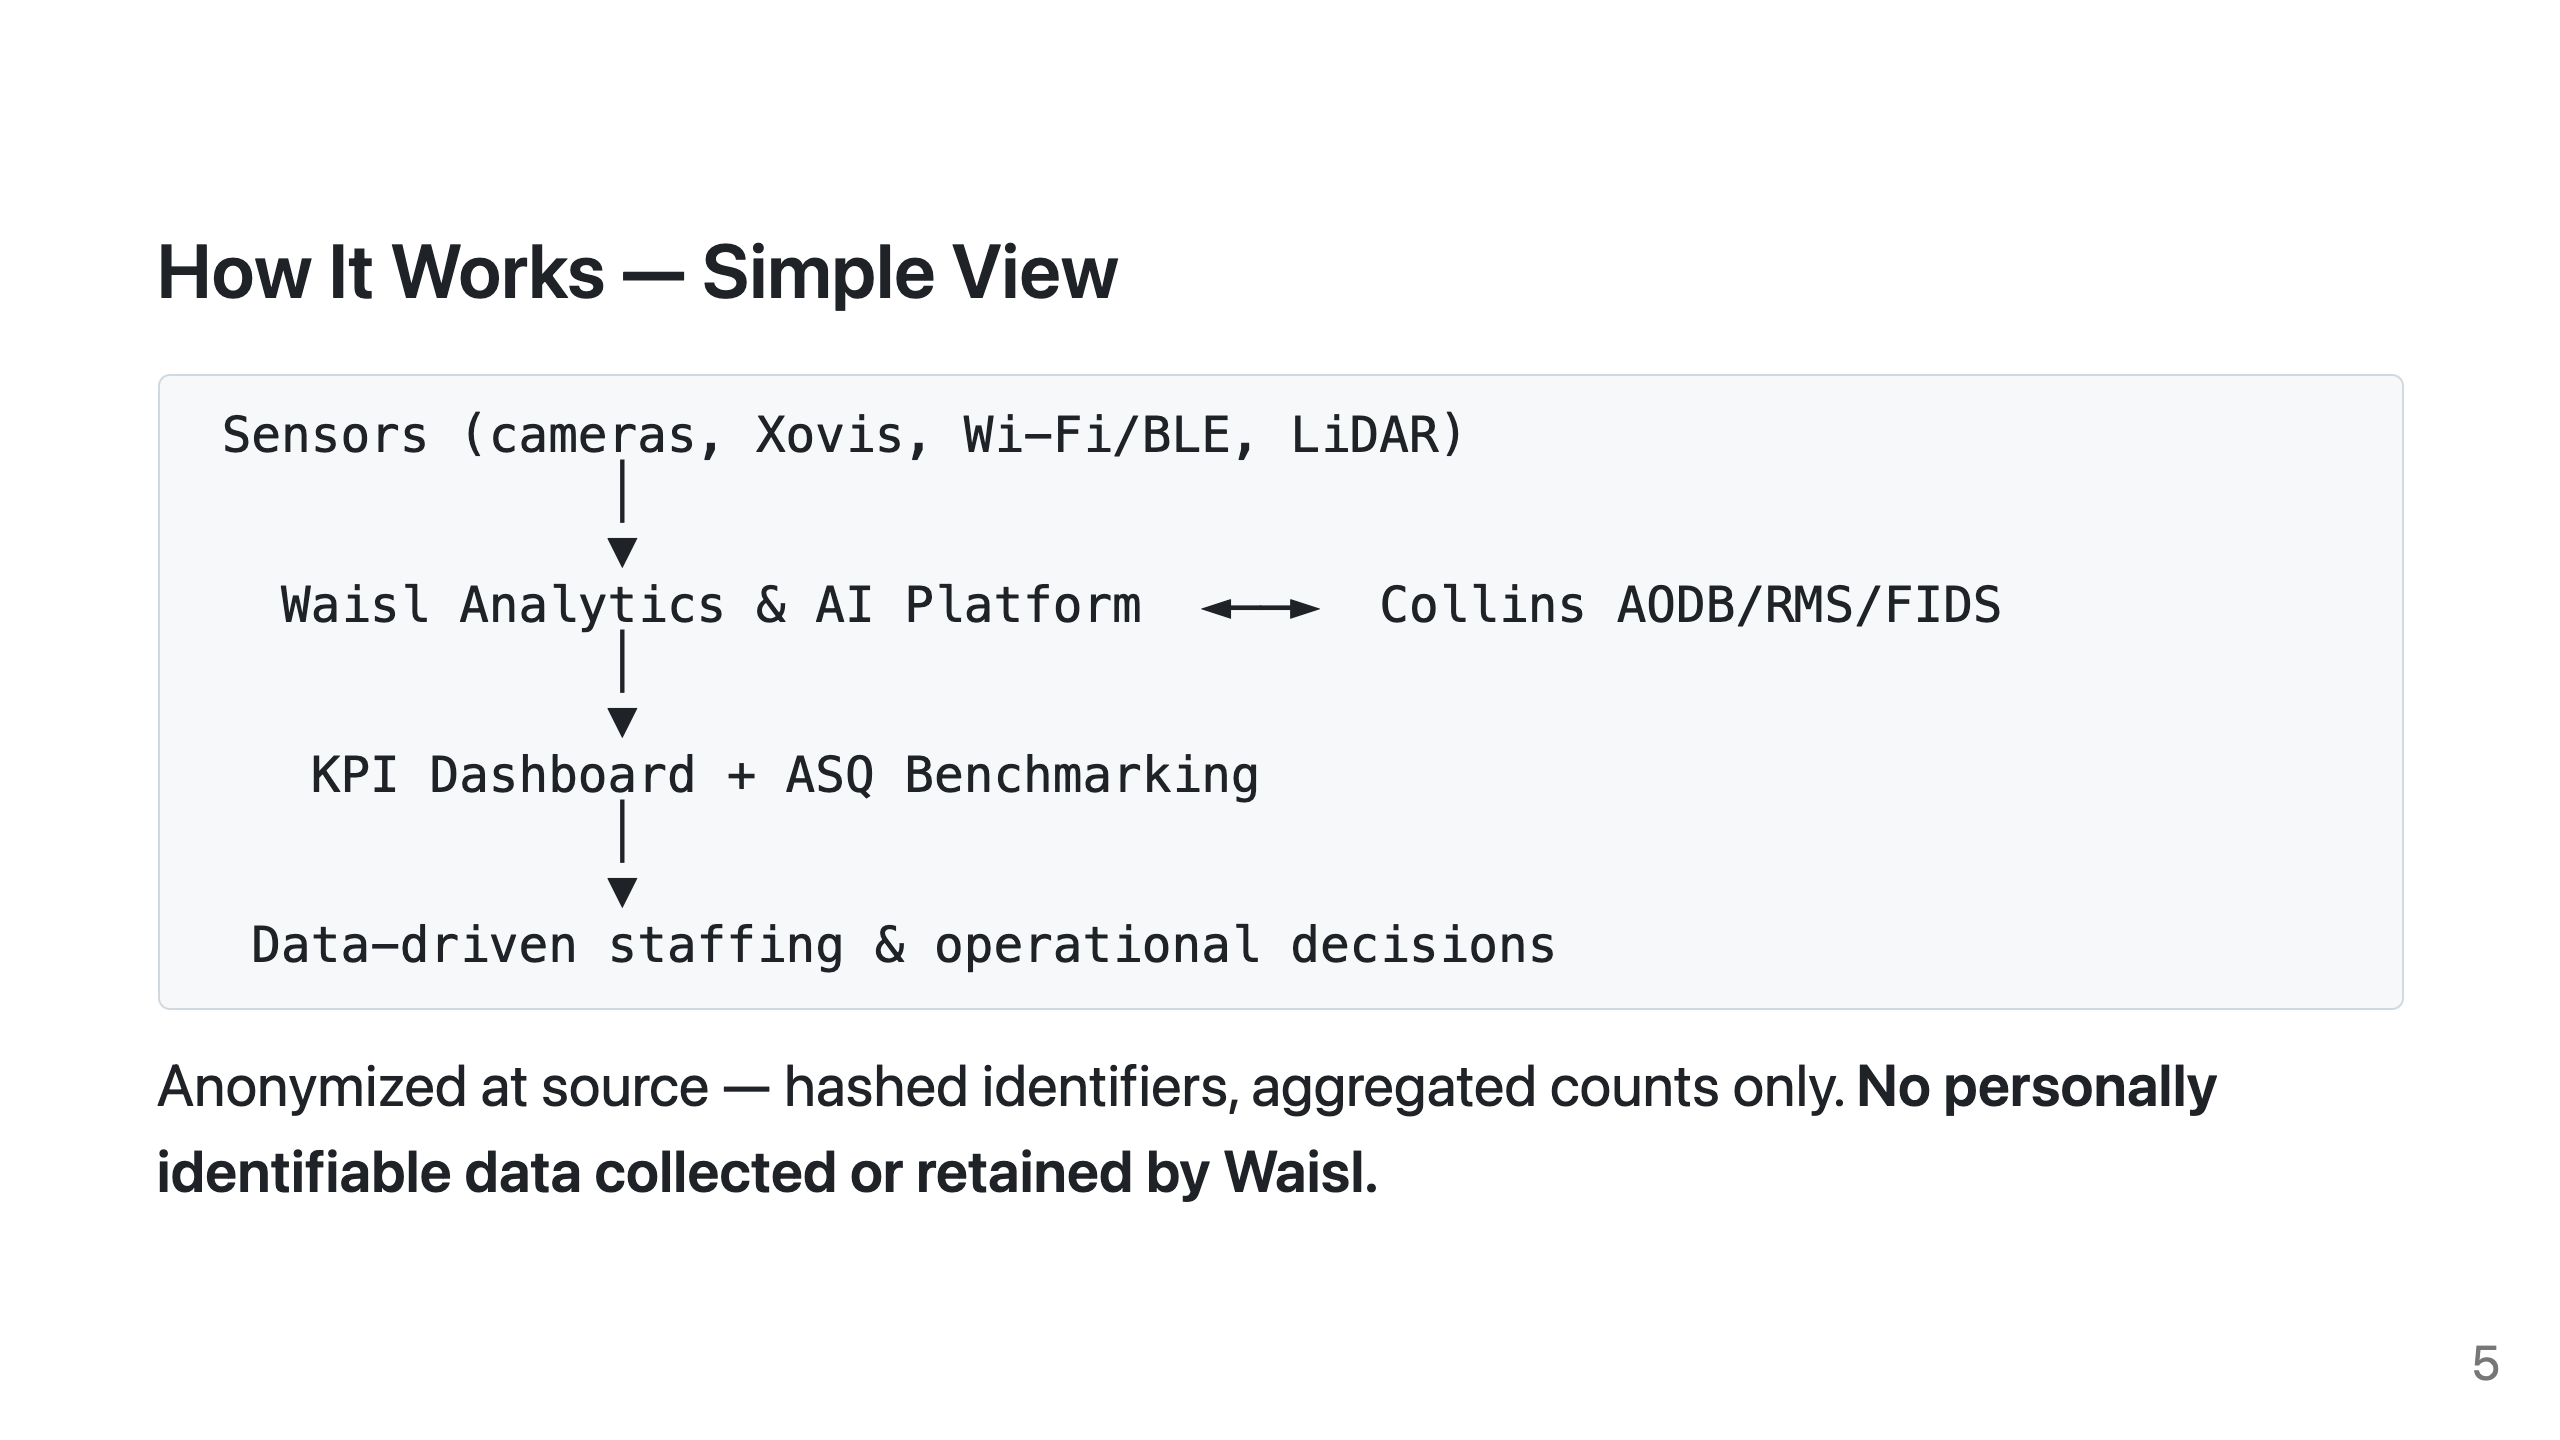 How It Works — Simple View
Sensors (cameras, Xovis, Wi-Fi/BLE, LiDAR)
Waisl Analytics & AI Platform ◄─► Collins AODB/RMS/FIDS
KPI Dashboard + ASQ Benchmarking
Data-driven staffing & operational decisions
Anonymized at source — hashed identifiers, aggregated counts only. No personally
identifiable data collected or retained by Waisl.
5